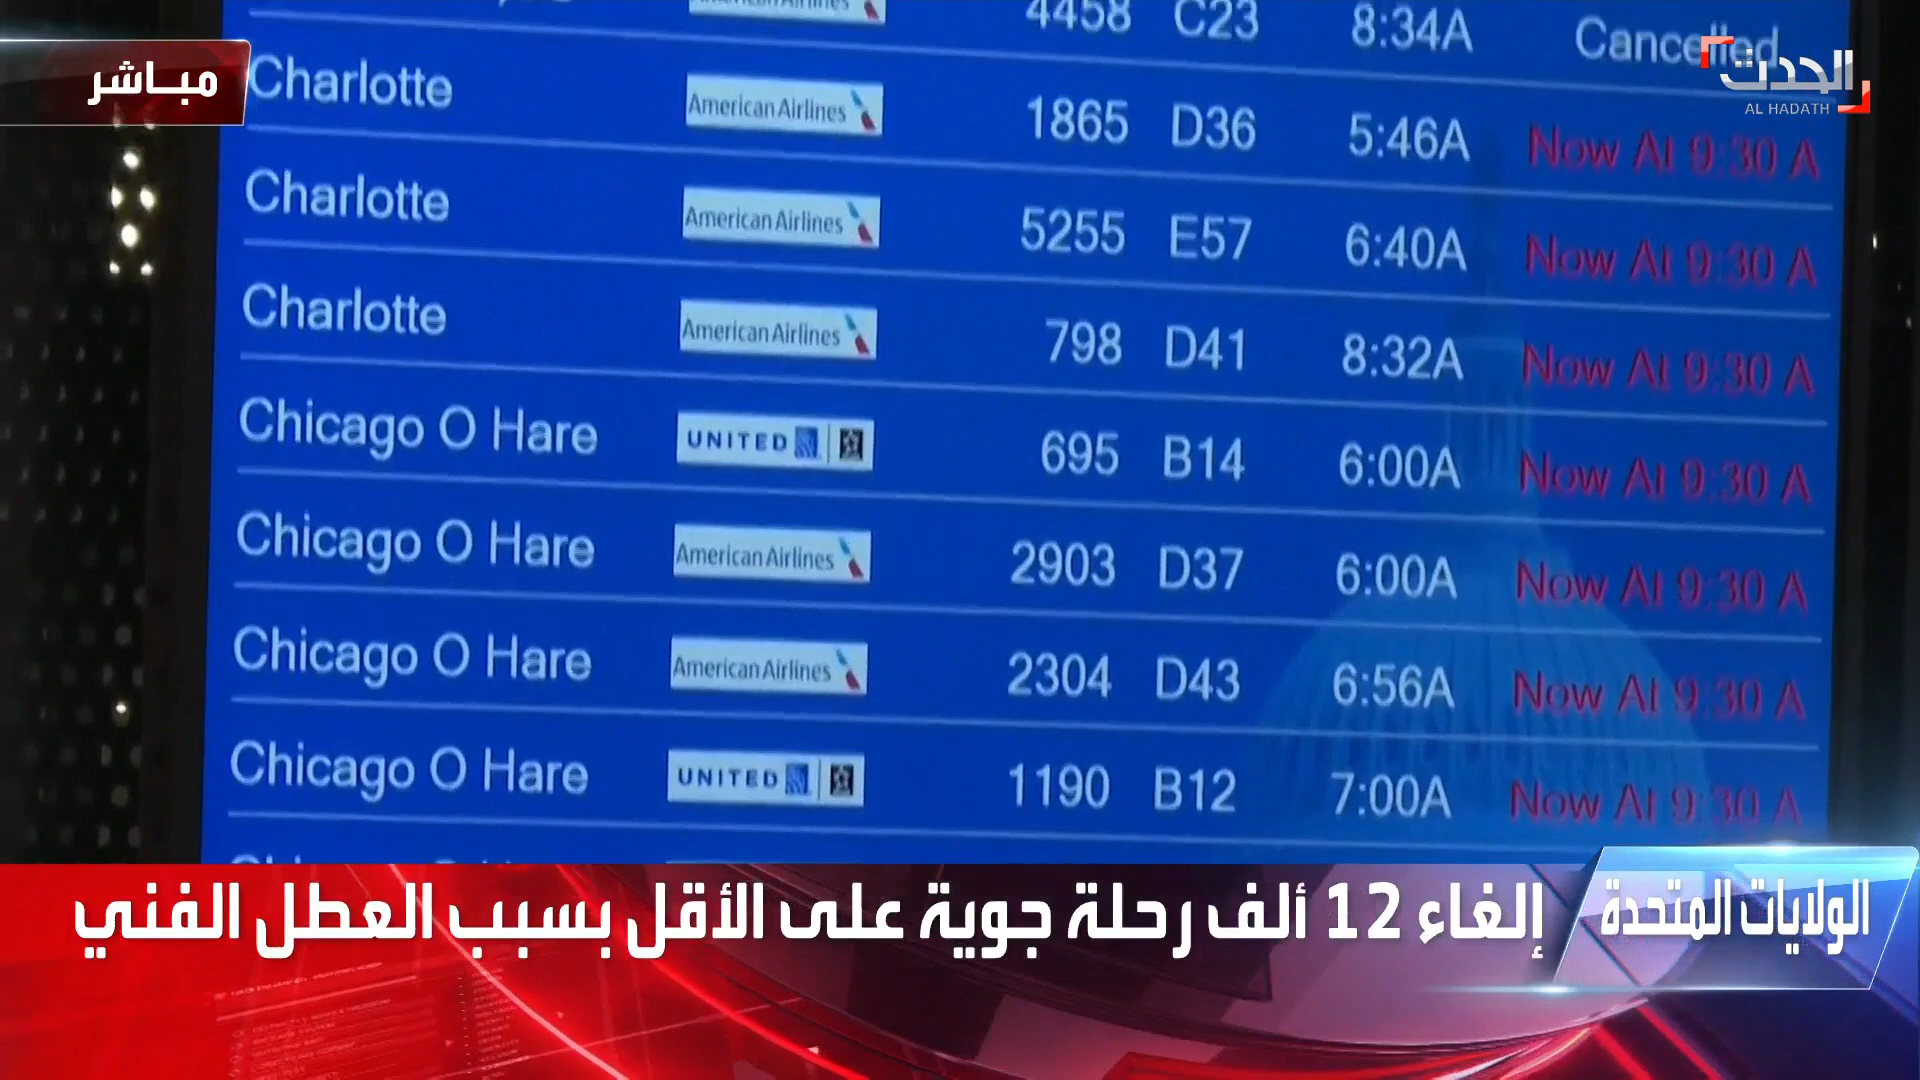 4458 C23 8:34A Cancelled
مباشر
الحدث
AL HADATH
Charlotte American Airlines 1865 D36 5:46A Now At 9:30 A
Charlotte American Airlines 5255 E57 6:40A Now At 9:30 A
Charlotte American Airlines 798 D41 8:32A Now At 9:30 A
Chicago O Hare UNITED 695 B14 6:00A Now At 9:30 A
Chicago O Hare American Airlines 2903 D37 6:00A Now At 9:30 A
Chicago O Hare American Airlines 2304 D43 6:56A Now At 9:30 A
Chicago O Hare UNITED 1190 B12 7:00A Now At 9:30 A
الولايات المتحدة
إلغاء 12 ألف رحلة جوية على الأقل بسبب العطل الفني